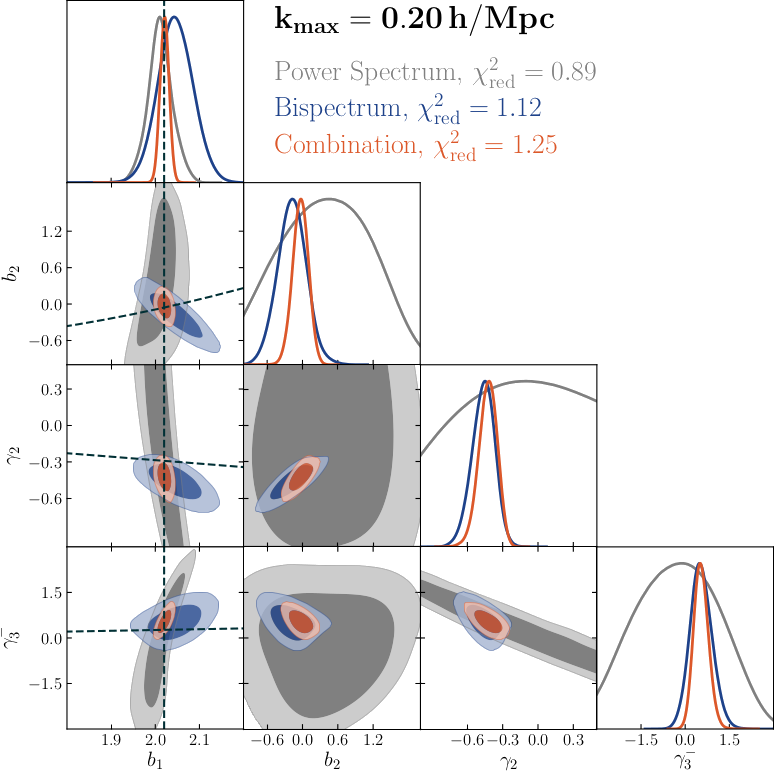 k_max = 0.20 h/Mpc
Power Spectrum, χ²_red = 0.89
Bispectrum, χ²_red = 1.12
Combination, χ²_red = 1.25
1.2
0.6
0.0
−0.6
b₂
0.3
0.0
−0.3
−0.6
γ₂
1.5
0.0
−1.5
γ₃⁻
1.9 2.0 2.1
−0.6 0.0 0.6 1.2
−0.6 −0.3 0.0 0.3
−1.5 0.0 1.5
b₁
b₂
γ₂
γ₃⁻